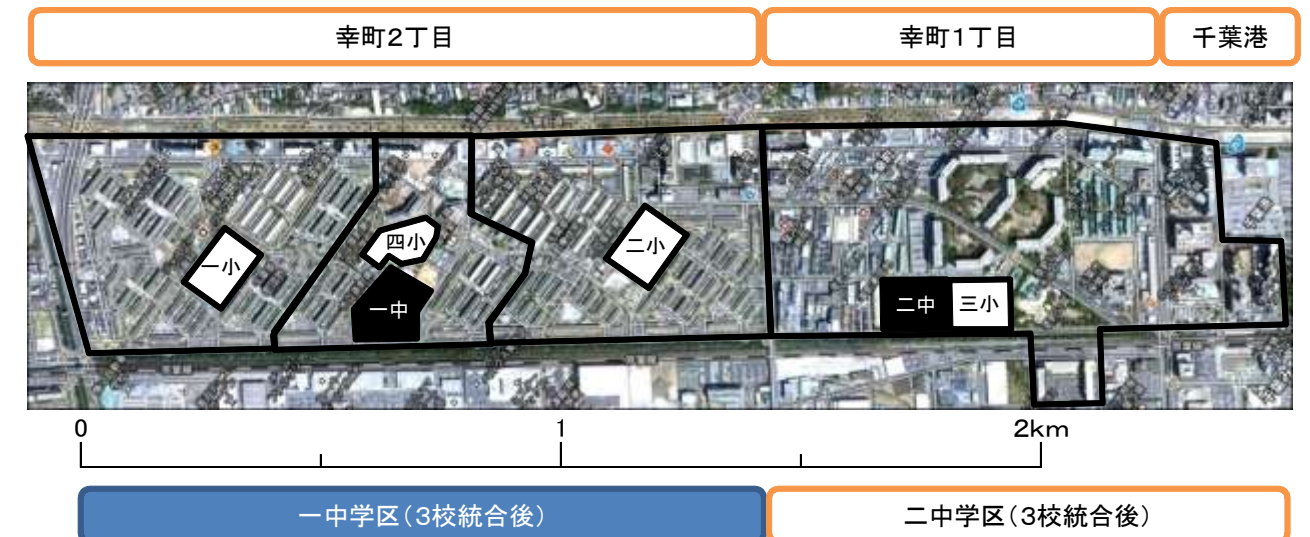 幸町2丁目
幸町1丁目
千葉港
一小
四小
一中
二小
二中
三小
0
1
2km
一中学区(3校統合後)
二中学区(3校統合後)